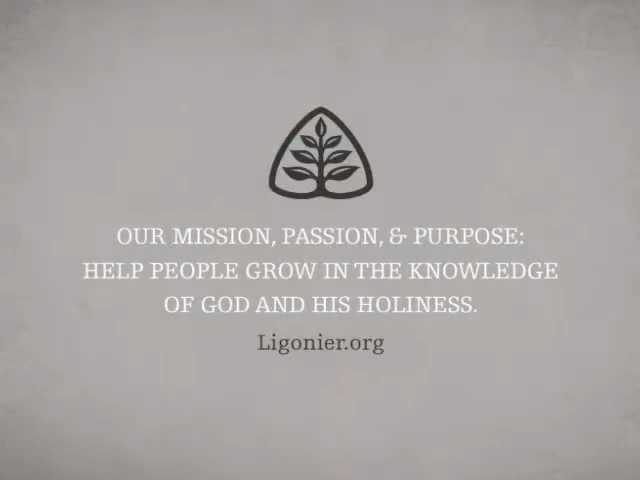 OUR MISSION, PASSION, & PURPOSE:
HELP PEOPLE GROW IN THE KNOWLEDGE
OF GOD AND HIS HOLINESS.
Ligonier.org